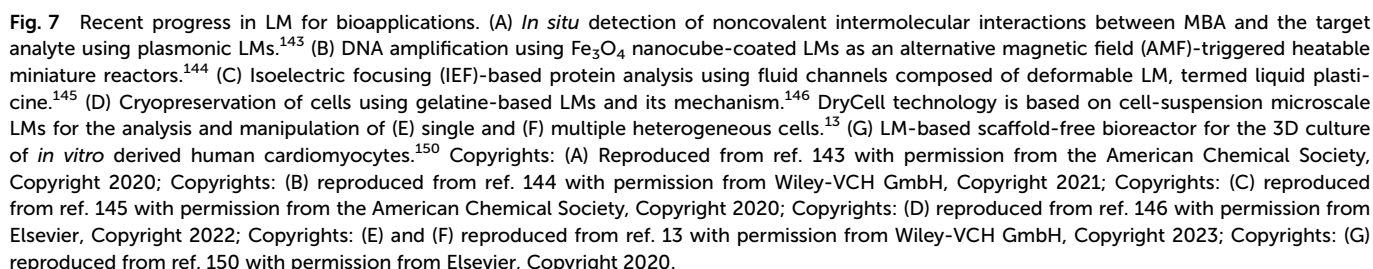 Fig. 7 Recent progress in LM for bioapplications. (A) In situ detection of noncovalent intermolecular interactions between MBA and the target
analyte using plasmonic LMs.143 (B) DNA amplification using Fe3O4 nanocube-coated LMs as an alternative magnetic field (AMF)-triggered heatable
miniature reactors.144 (C) Isoelectric focusing (IEF)-based protein analysis using fluid channels composed of deformable LM, termed liquid plasti-
cine.145 (D) Cryopreservation of cells using gelatine-based LMs and its mechanism.146 DryCell technology is based on cell-suspension microscale
LMs for the analysis and manipulation of (E) single and (F) multiple heterogeneous cells.13 (G) LM-based scaffold-free bioreactor for the 3D culture
of in vitro derived human cardiomyocytes.150 Copyrights: (A) Reproduced from ref. 143 with permission from the American Chemical Society,
Copyright 2020; Copyrights: (B) reproduced from ref. 144 with permission from Wiley-VCH GmbH, Copyright 2021; Copyrights: (C) reproduced
from ref. 145 with permission from the American Chemical Society, Copyright 2020; Copyrights: (D) reproduced from ref. 146 with permission from
Elsevier, Copyright 2022; Copyrights: (E) and (F) reproduced from ref. 13 with permission from Wiley-VCH GmbH, Copyright 2023; Copyrights: (G)
reproduced from ref. 150 with permission from Elsevier, Copyright 2020.